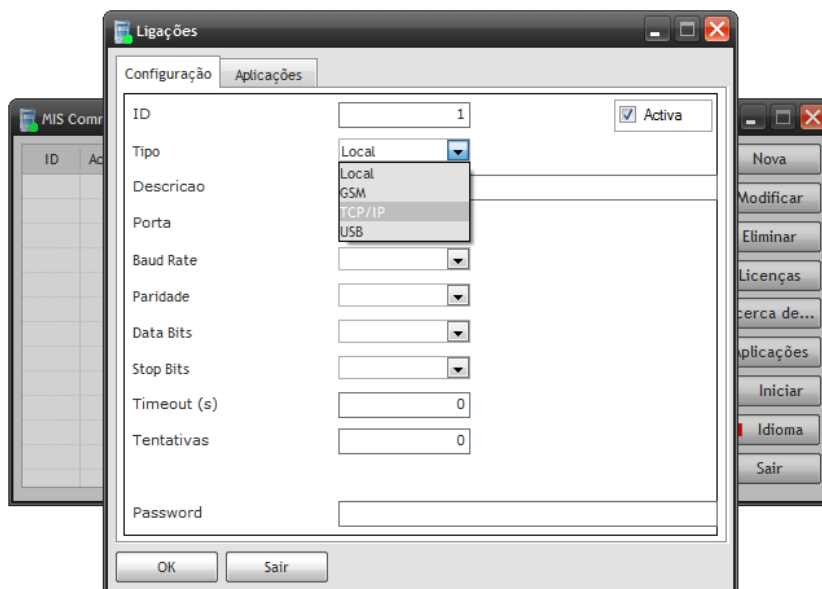 Ligações
Configuração Aplicações
ID 1 Activa
Tipo Local
Local
GSM
TCP/IP
USB
Descricao
Porta
Baud Rate
Paridade
Data Bits
Stop Bits
Timeout (s) 0
Tentativas 0
Password
OK Sair
MIS Comm
ID Ac
Nova
Modificar
Eliminar
Licenças
cerca de...
plicações
Iniciar
Idioma
Sair